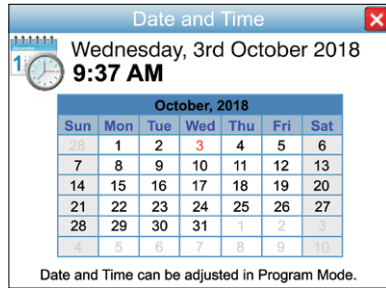 Date and Time
Wednesday, 3rd October 2018
9:37 AM
October, 2018
Sun Mon Tue Wed Thu Fri Sat
28 1 2 3 4 5 6
7 8 9 10 11 12 13
14 15 16 17 18 19 20
21 22 23 24 25 26 27
28 29 30 31 1 2 3
4 5 6 7 8 9 10
Date and Time can be adjusted in Program Mode.